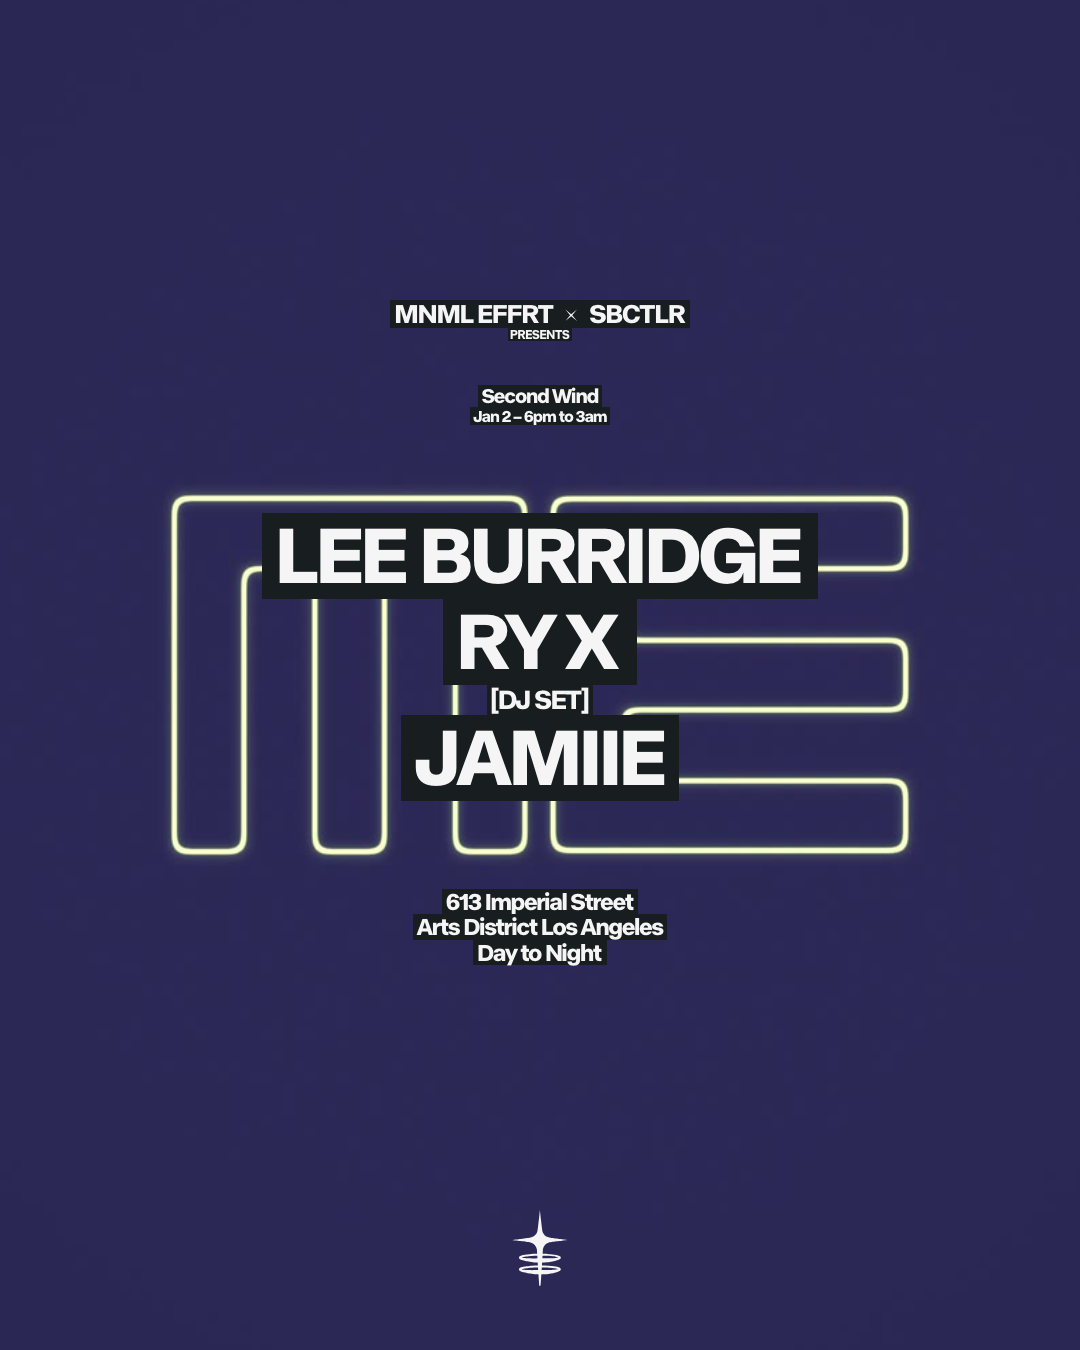 MNML EFFRT × SBCTLR
PRESENTS
Second Wind
Jan 2 – 6pm to 3am
LEE BURRIDGE
RY X
[DJ SET]
JAMIIE
613 Imperial Street
Arts District Los Angeles
Day to Night